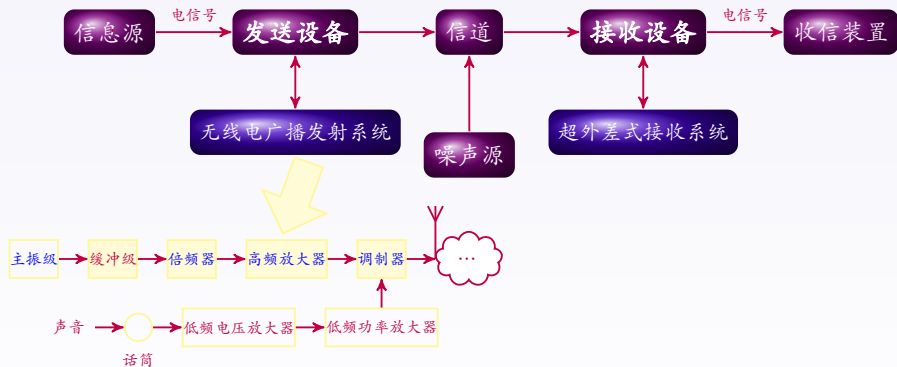 信息源
电信号
发送设备
信道
接收设备
电信号
收信装置
无线电广播发射系统
噪声源
超外差式接收系统
主振级
缓冲级
倍频器
高频放大器
调制器
...
声音
话筒
低频电压放大器
低频功率放大器